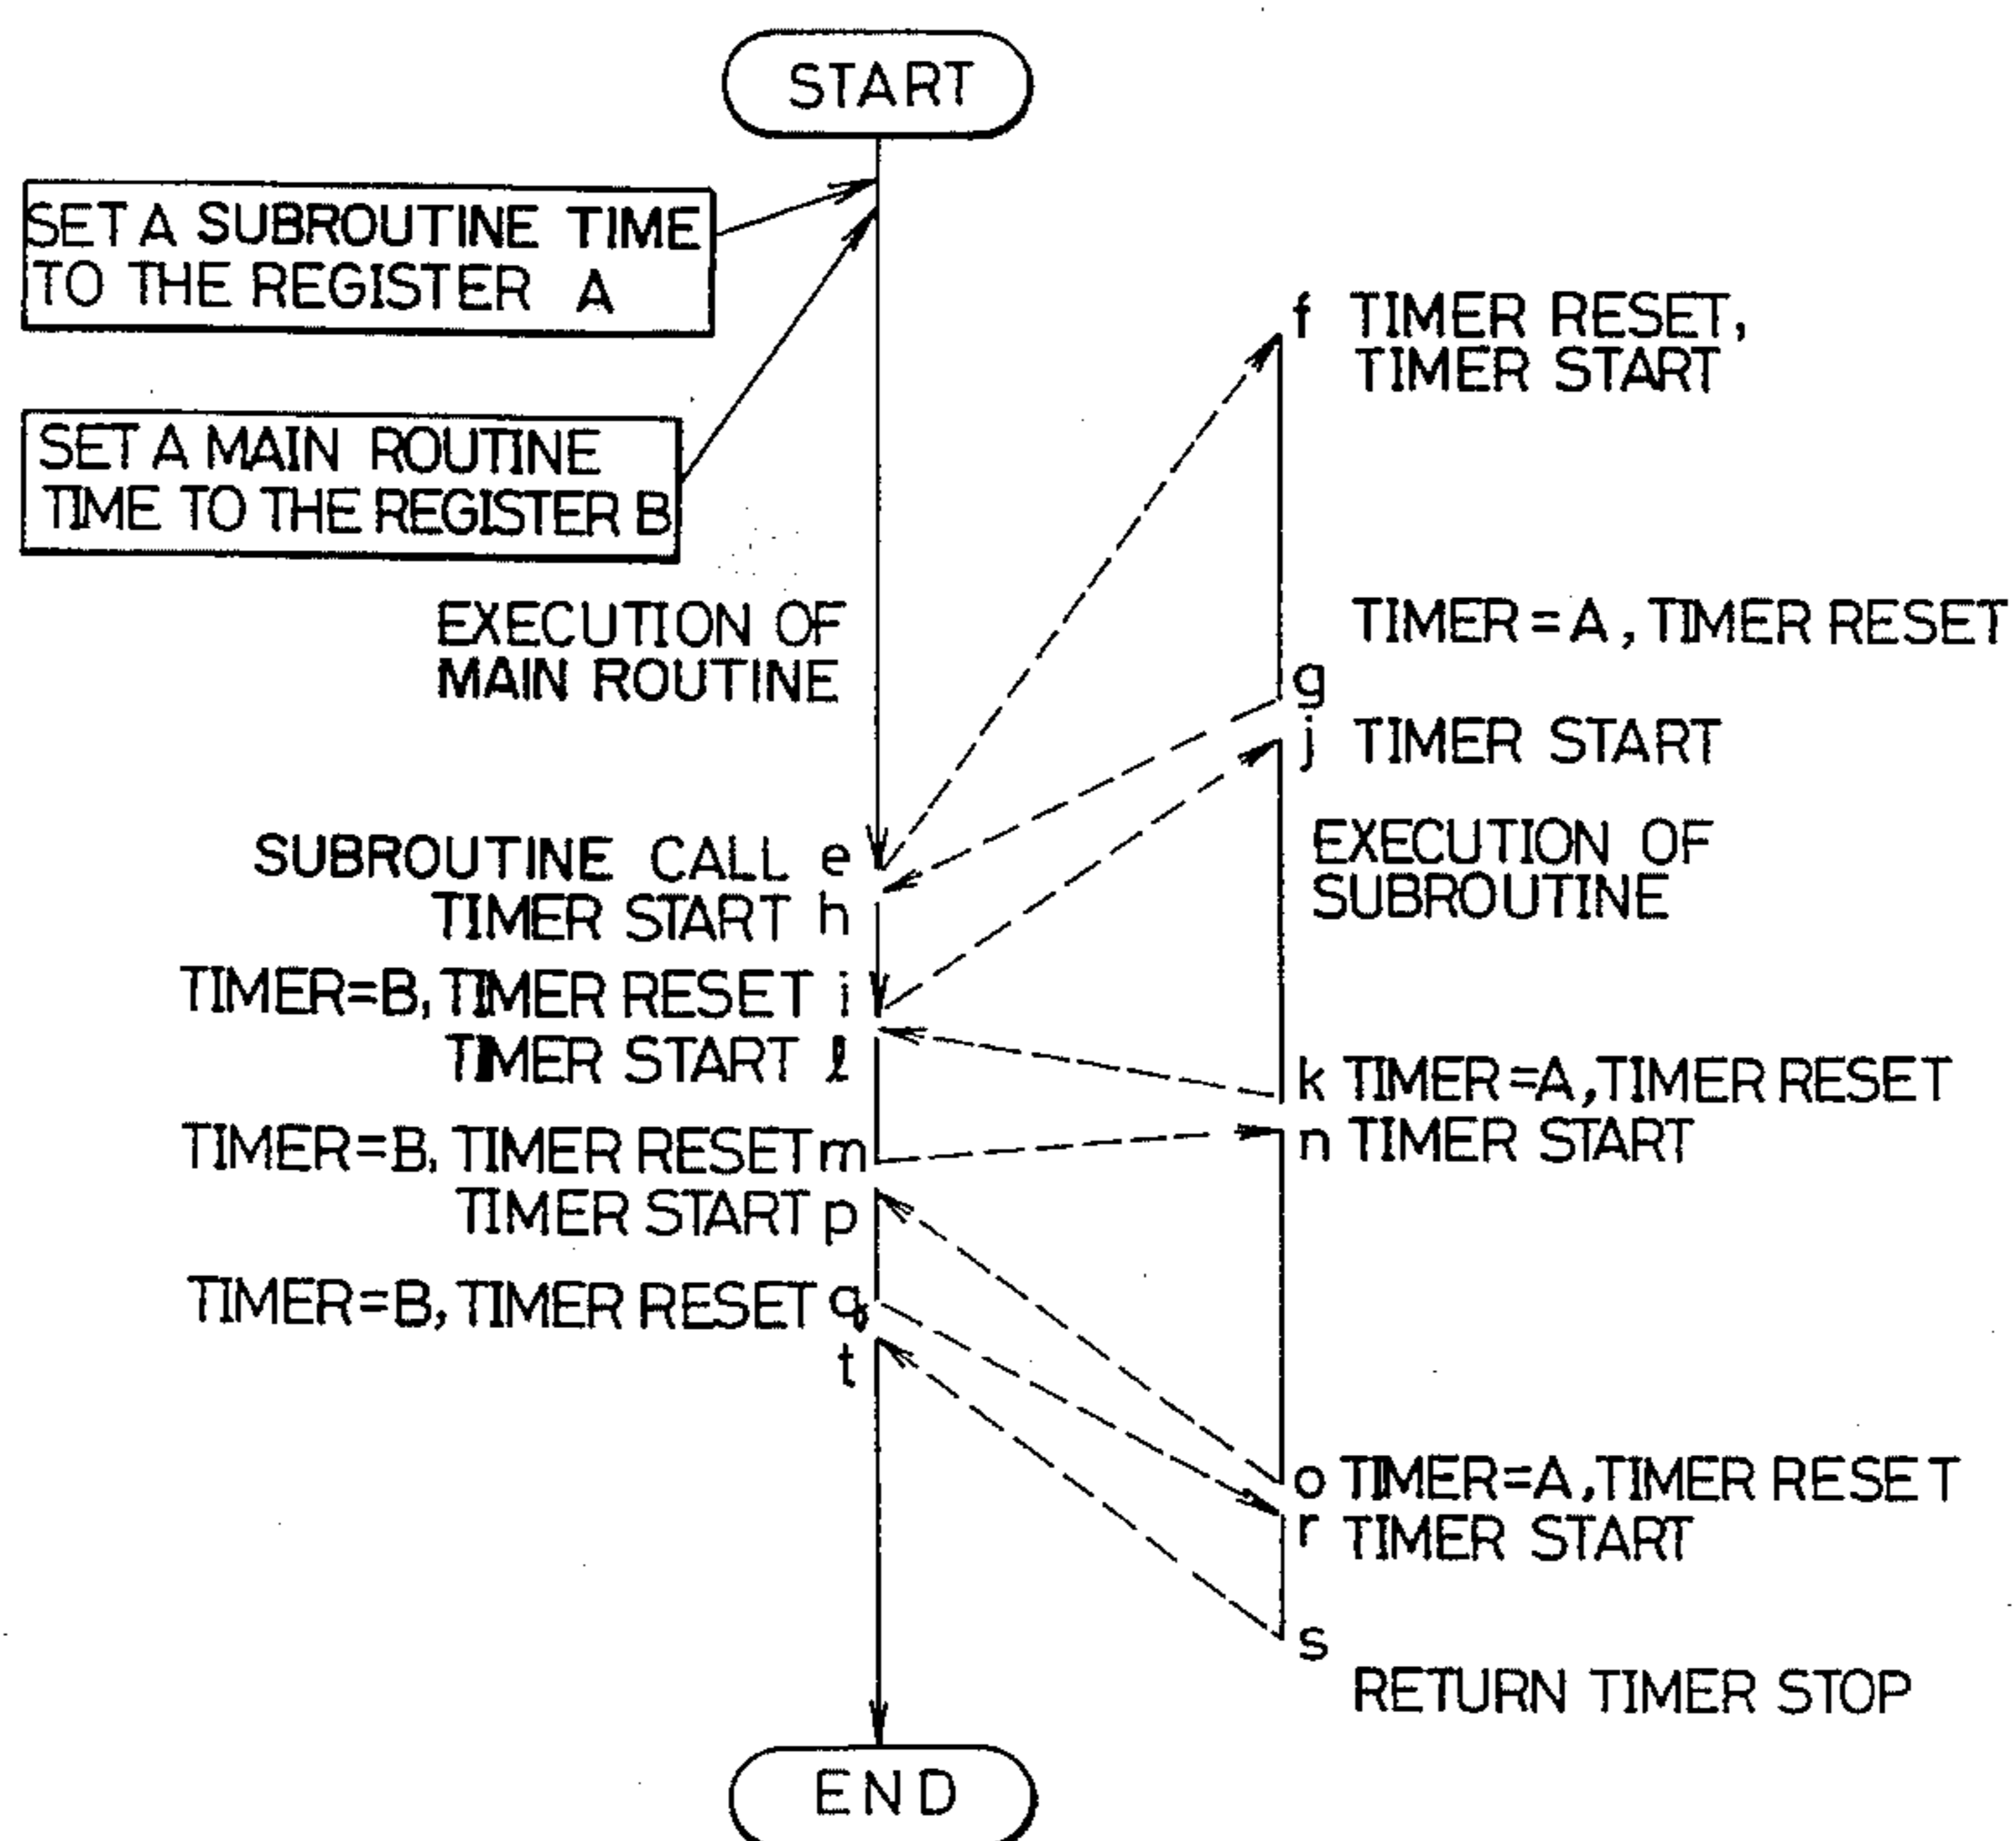 START
SET A SUBROUTINE TIME
TO THE REGISTER A
SET A MAIN ROUTINE
TIME TO THE REGISTER B
f TIMER RESET,
TIMER START
EXECUTION OF
MAIN ROUTINE
TIMER=A, TIMER RESET
g
j TIMER START
SUBROUTINE CALL e
TIMER START h
EXECUTION OF
SUBROUTINE
TIMER=B, TIMER RESET i
TIMER START l
k TIMER=A, TIMER RESET
n TIMER START
TIMER=B, TIMER RESET m
TIMER START p
TIMER=B, TIMER RESET q
t
o TIMER=A, TIMER RESET
r TIMER START
s
RETURN TIMER STOP
END